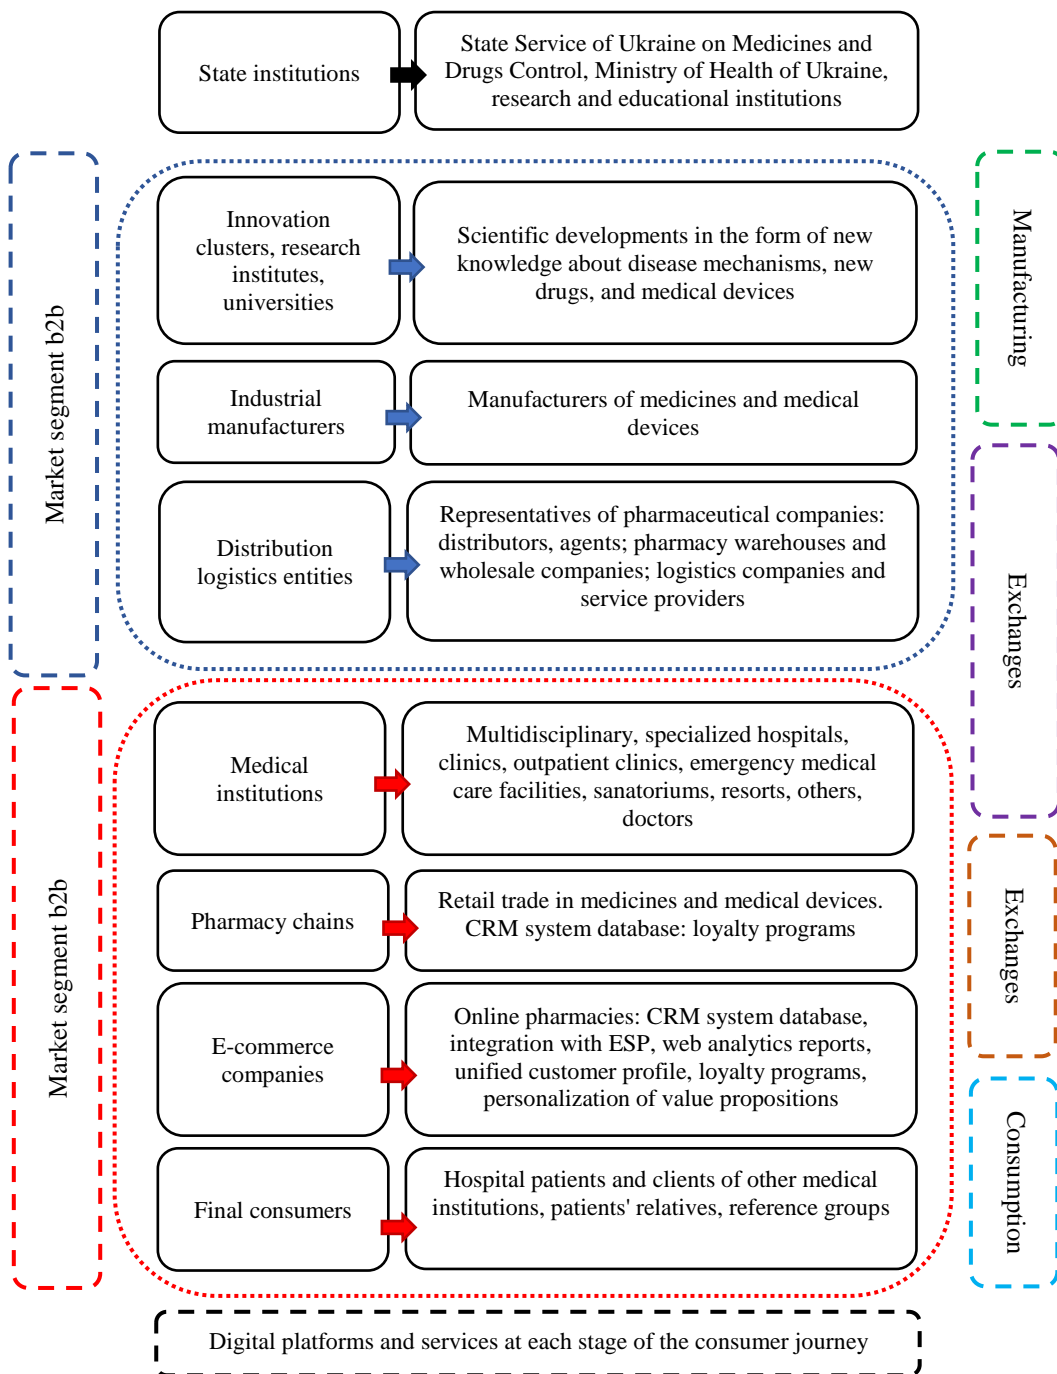 State institutions
State Service of Ukraine on Medicines and
Drugs Control, Ministry of Health of Ukraine,
research and educational institutions
Market segment b2b
Innovation
clusters, research
institutes,
universities
Scientific developments in the form of new
knowledge about disease mechanisms, new
drugs, and medical devices
Manufacturing
Industrial
manufacturers
Manufacturers of medicines and medical
devices
Distribution
logistics entities
Representatives of pharmaceutical companies:
distributors, agents; pharmacy warehouses and
wholesale companies; logistics companies and
service providers
Exchanges
Market segment b2b
Medical
institutions
Multidisciplinary, specialized hospitals,
clinics, outpatient clinics, emergency medical
care facilities, sanatoriums, resorts, others,
doctors
Pharmacy chains
Retail trade in medicines and medical devices.
CRM system database: loyalty programs
Exchanges
E-commerce
companies
Online pharmacies: CRM system database,
integration with ESP, web analytics reports,
unified customer profile, loyalty programs,
personalization of value propositions
Final consumers
Hospital patients and clients of other medical
institutions, patients' relatives, reference groups
Consumption
Digital platforms and services at each stage of the consumer journey